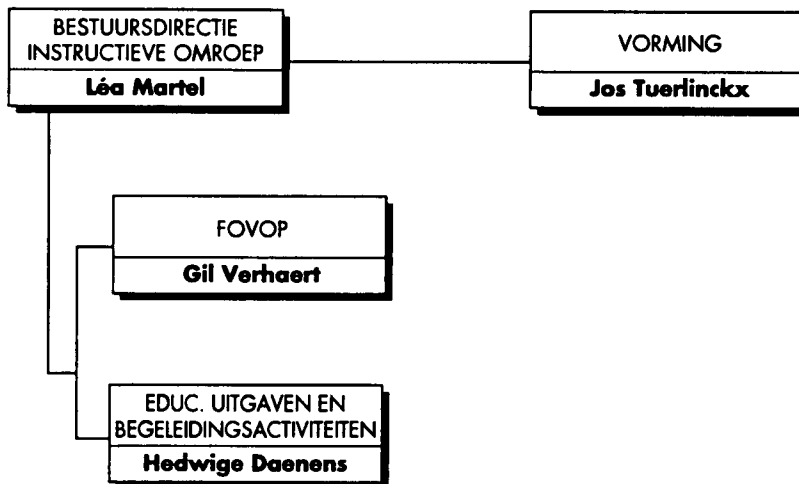 BESTUURSDIRECTIE
INSTRUCTIEVE OMROEP
Léa Martel
VORMING
Jos Tuerlinckx
FOVOP
Gil Verhaert
EDUC. UITGAVEN EN
BEGELEIDINGSACTIVITEITEN
Hedwige Daenens